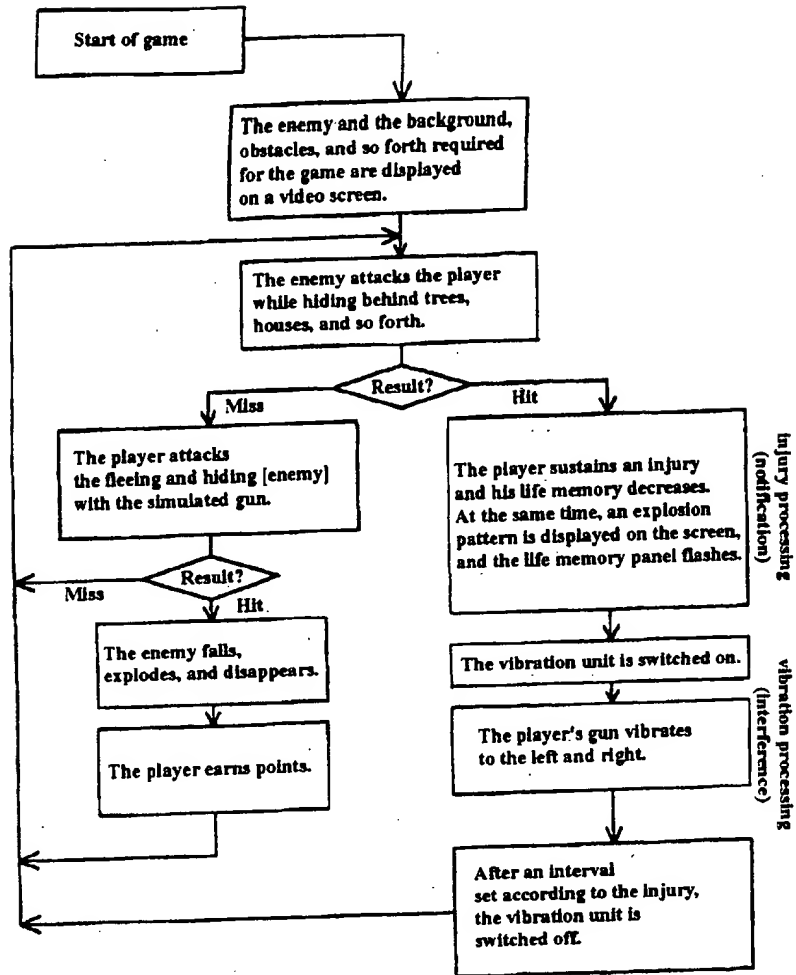 Start of game
The enemy and the background,
obstacles, and so forth required
for the game are displayed
on a video screen.
The enemy attacks the player
while hiding behind trees,
houses, and so forth.
Result?
Miss
Hit
The player attacks
the fleeing and hiding [enemy]
with the simulated gun.
The player sustains an injury
and his life memory decreases.
At the same time, an explosion
pattern is displayed on the screen,
and the life memory panel flashes.
injury processing
(notification)
Result?
Miss
Hit
The enemy falls,
explodes, and disappears.
The vibration unit is switched on.
The player's gun vibrates
to the left and right.
vibration processing
(interference)
The player earns points.
After an interval
set according to the injury,
the vibration unit is
switched off.